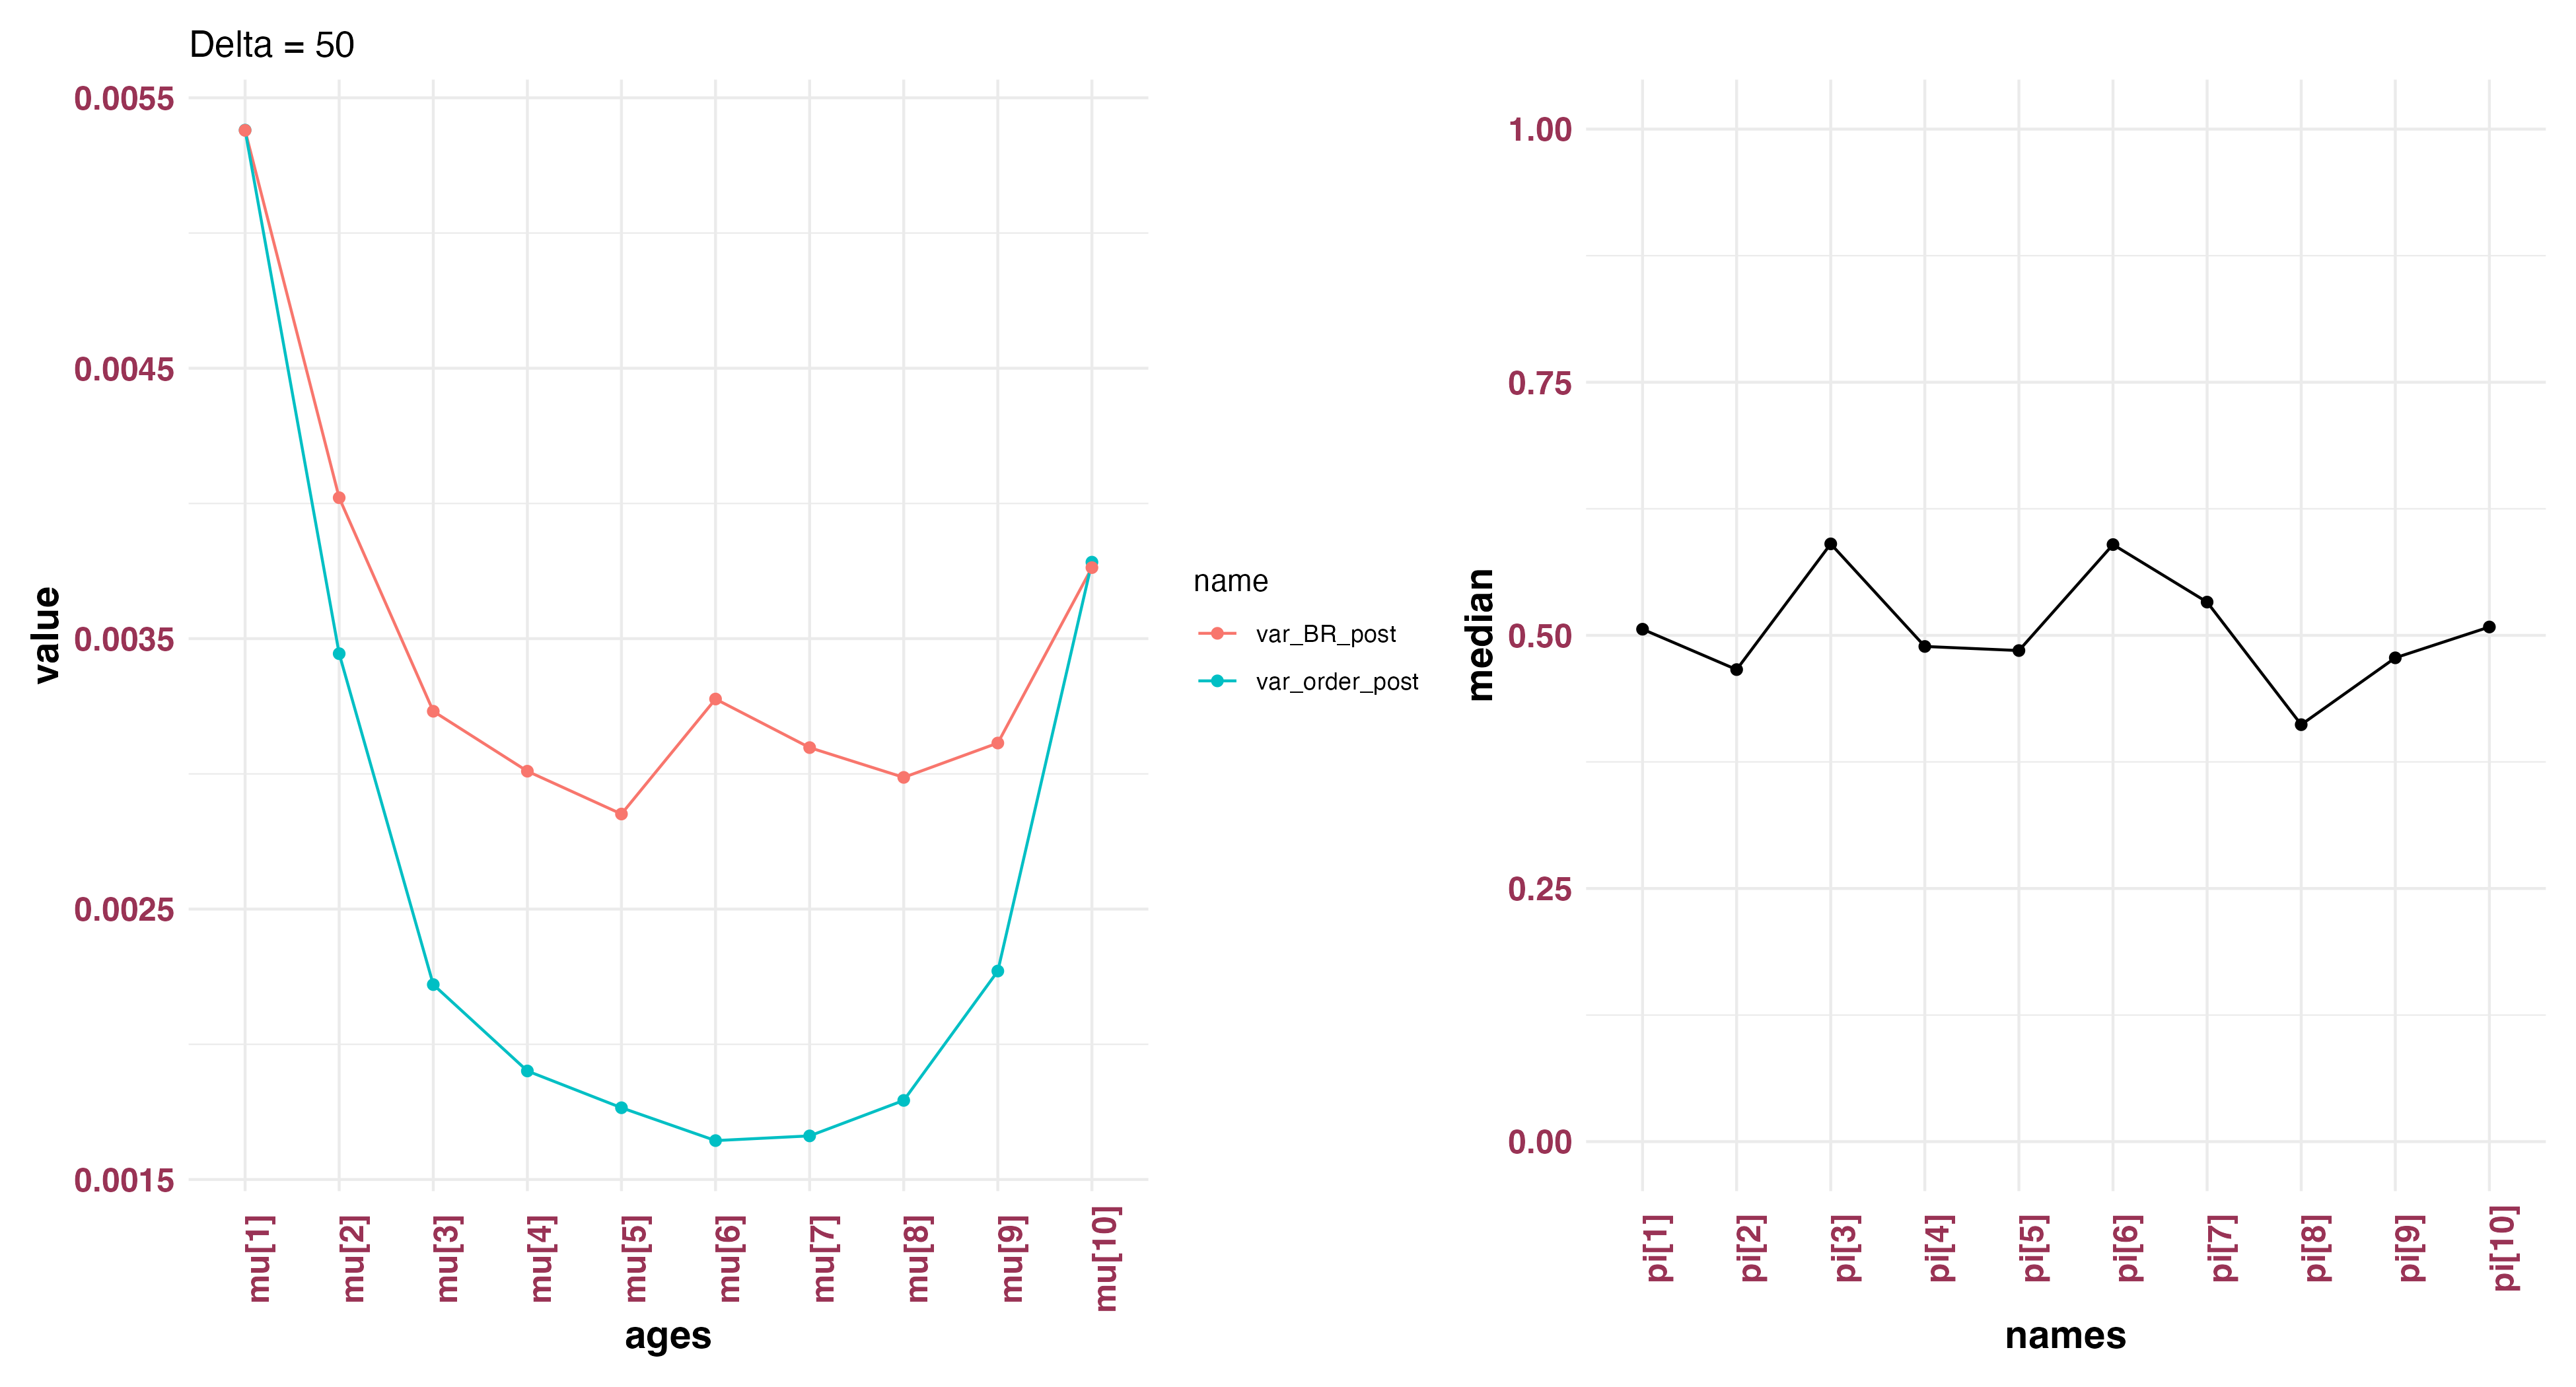 Delta = 50
value
0.0055
0.0045
0.0035
0.0025
0.0015
mu[1]
mu[2]
mu[3]
mu[4]
mu[5]
mu[6]
mu[7]
mu[8]
mu[9]
mu[10]
ages
name
var_BR_post
var_order_post
median
1.00
0.75
0.50
0.25
0.00
pi[1]
pi[2]
pi[3]
pi[4]
pi[5]
pi[6]
pi[7]
pi[8]
pi[9]
pi[10]
names